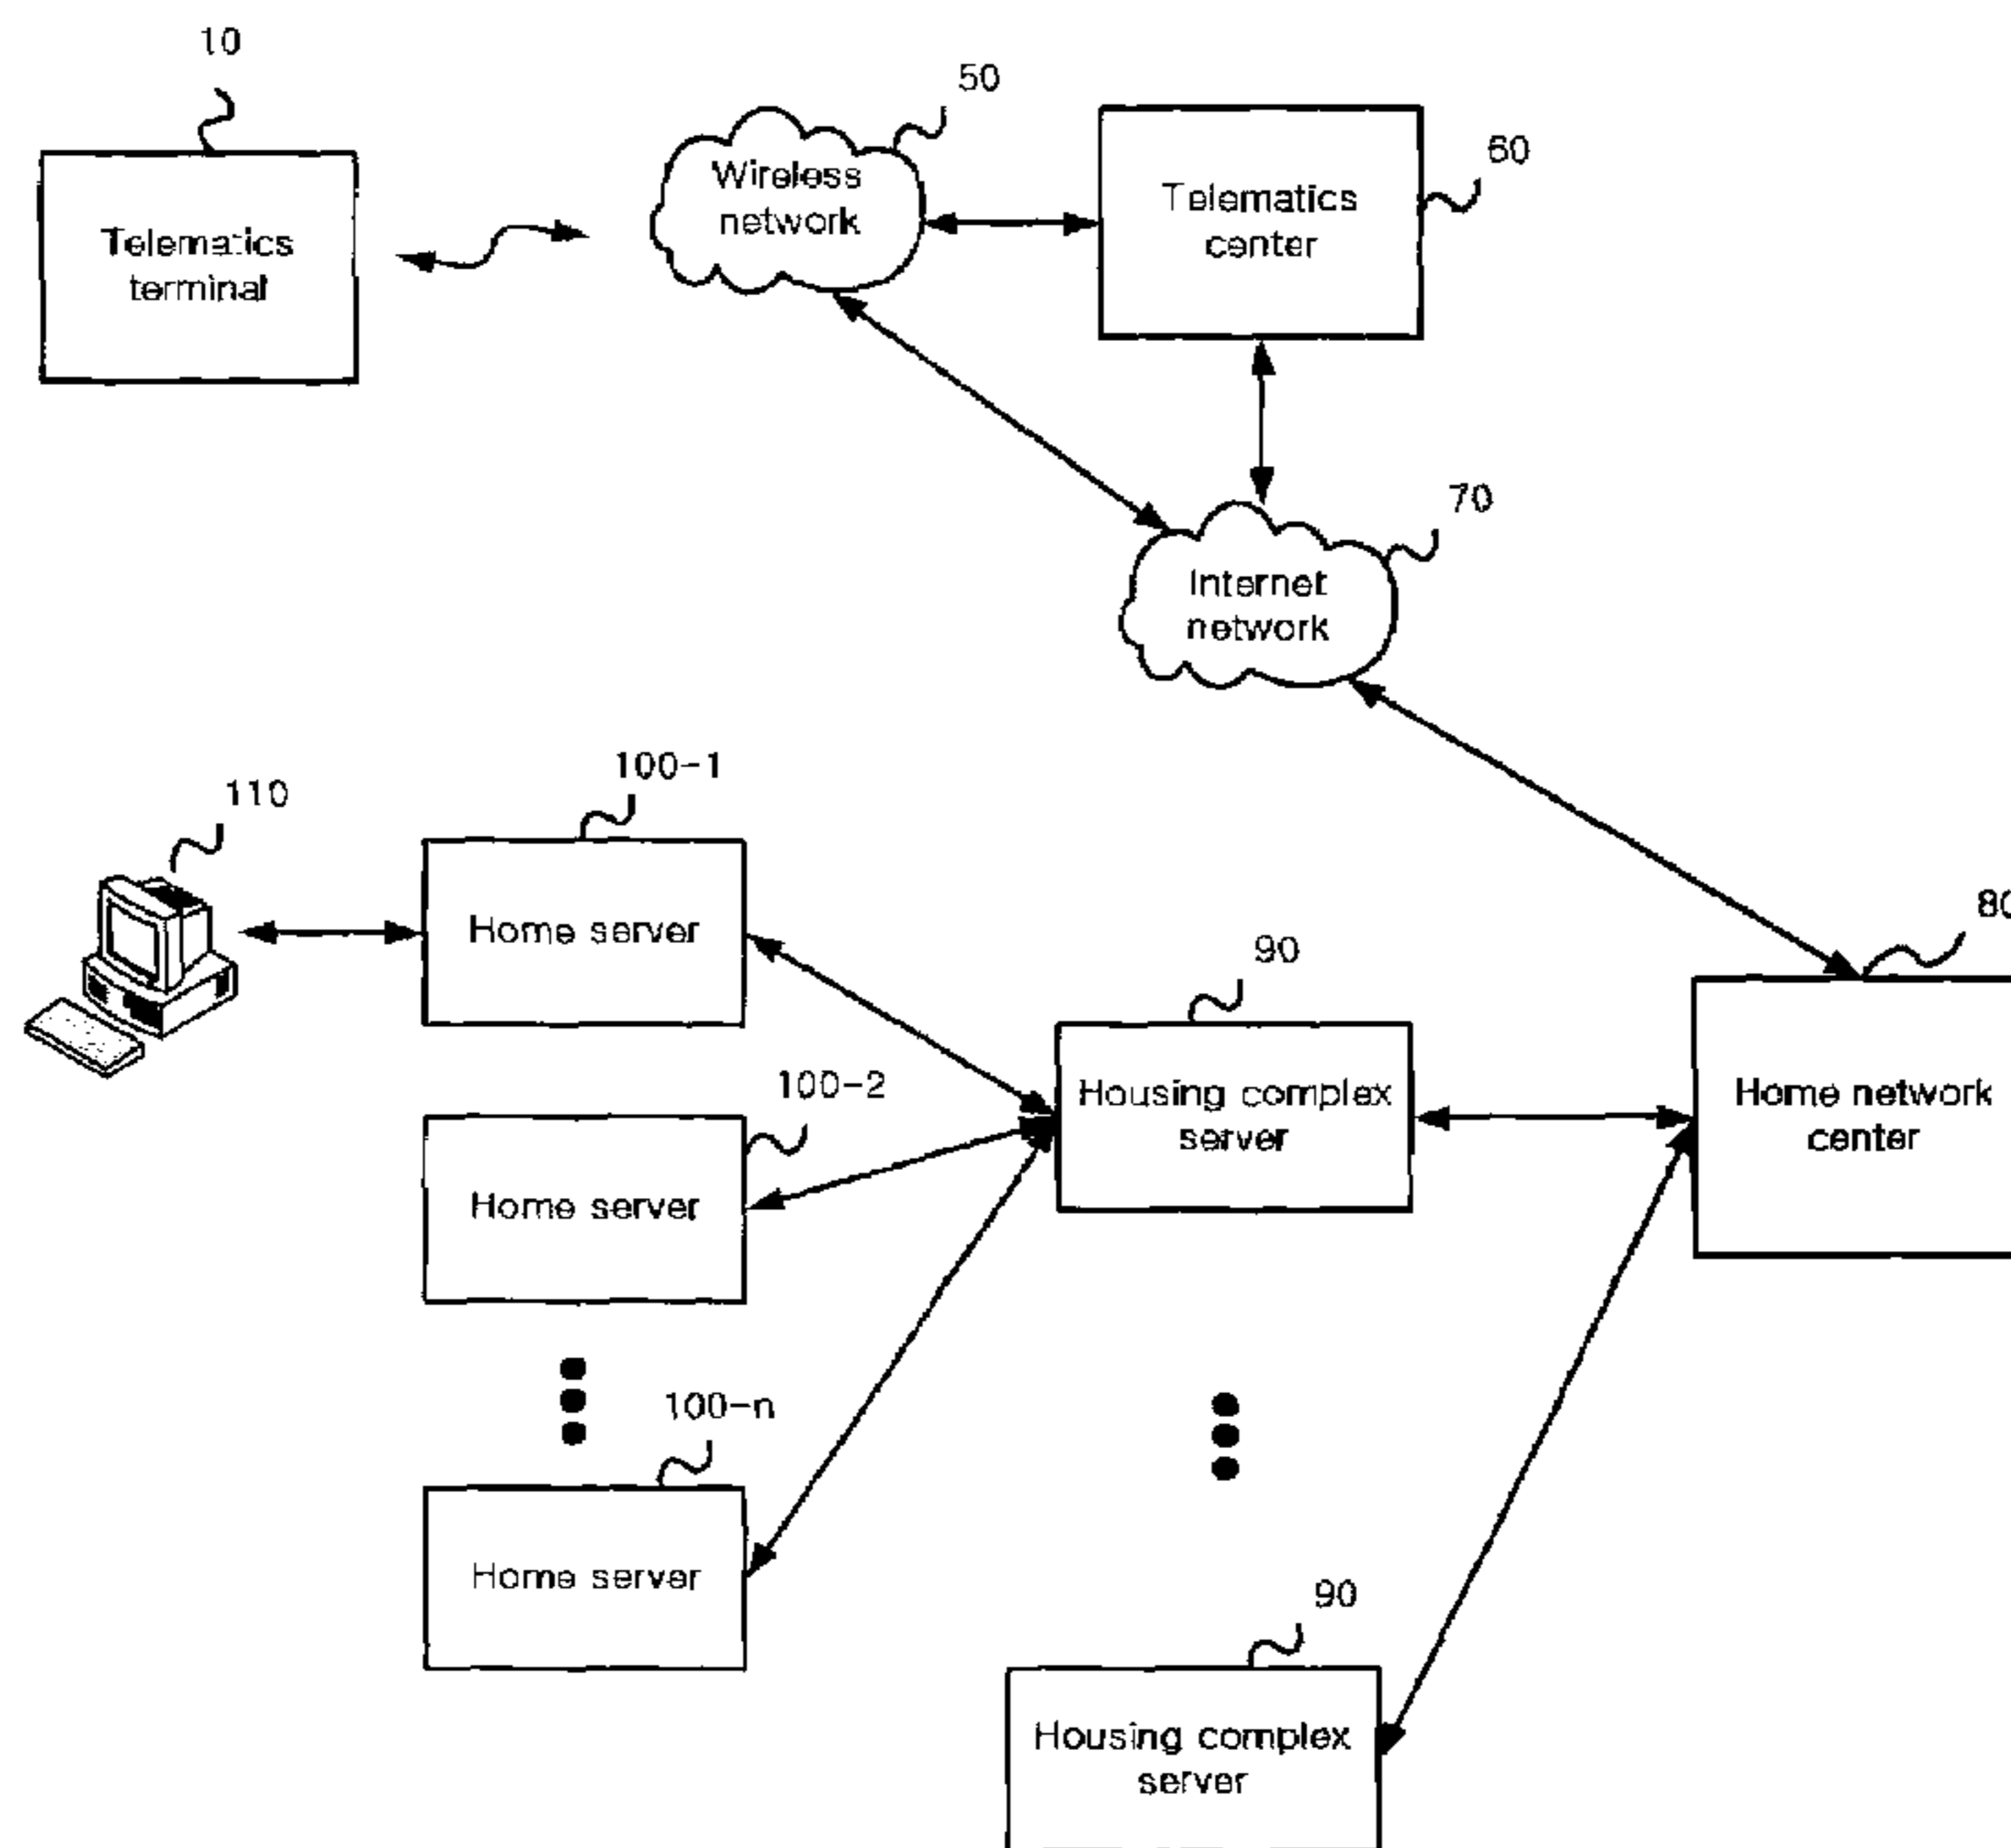 10
50
Wireless
network
60
Telematics
center
Telematics
terminal
70
Internet
network
110
100-1
Home server
80
90
Housing complex
server
Home network
center
100-2
Home server
100-n
Home server
90
Housing complex
server